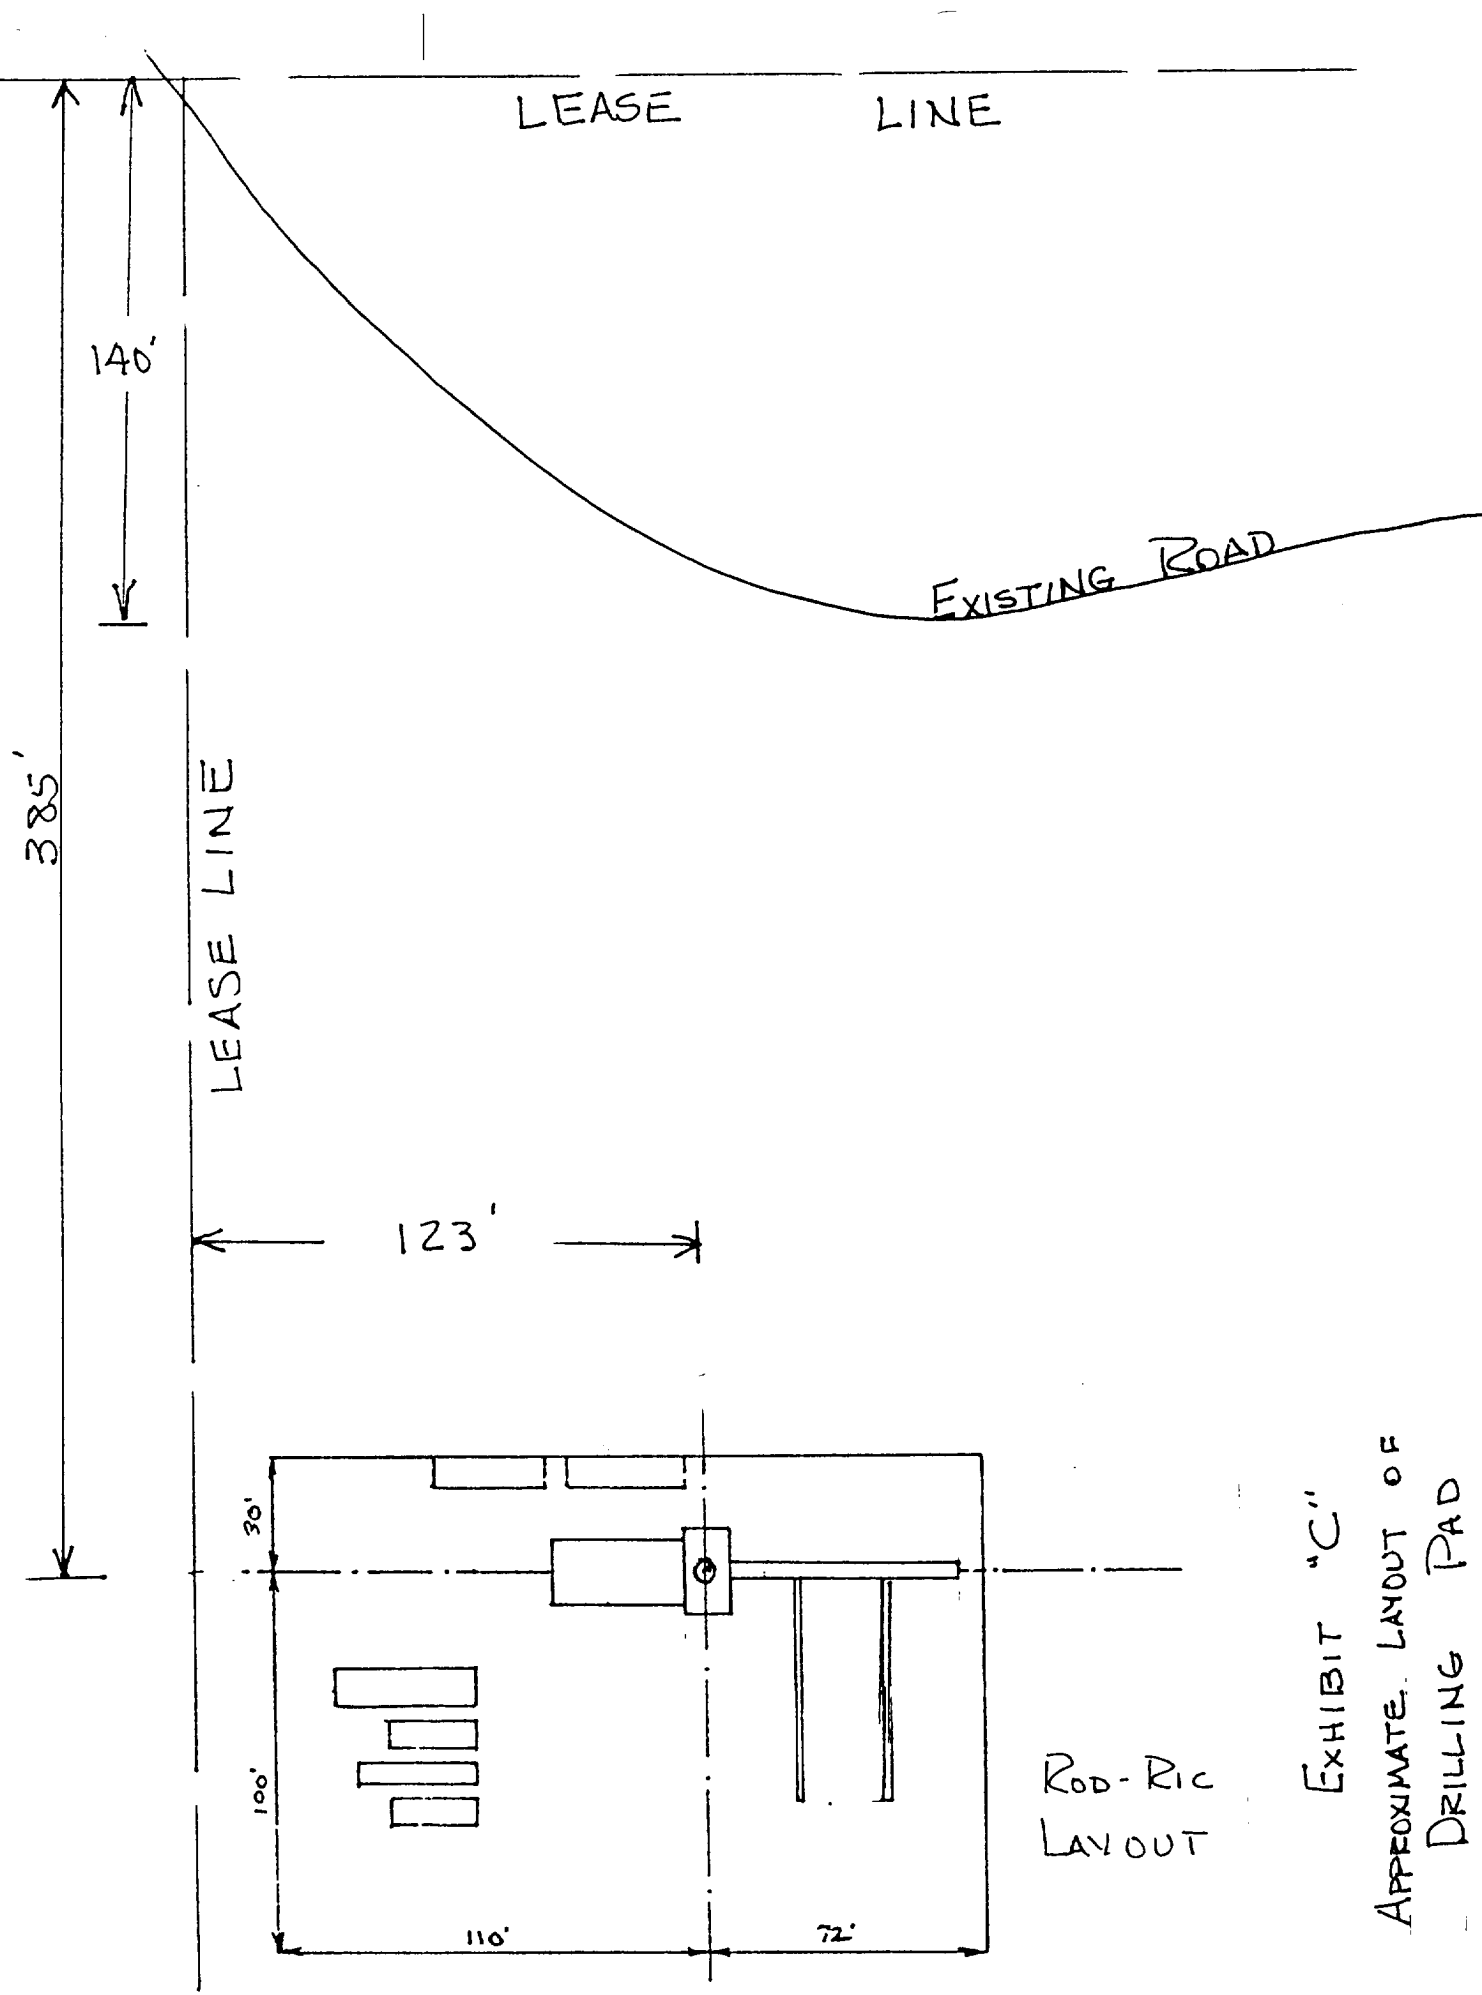 LEASE LINE
140'
EXISTING ROAD
385'
LEASE LINE
123'
30'
100'
110'
72'
ROD-RIC
LAYOUT
EXHIBIT "C"
APPROXIMATE LAYOUT OF
DRILLING PAD